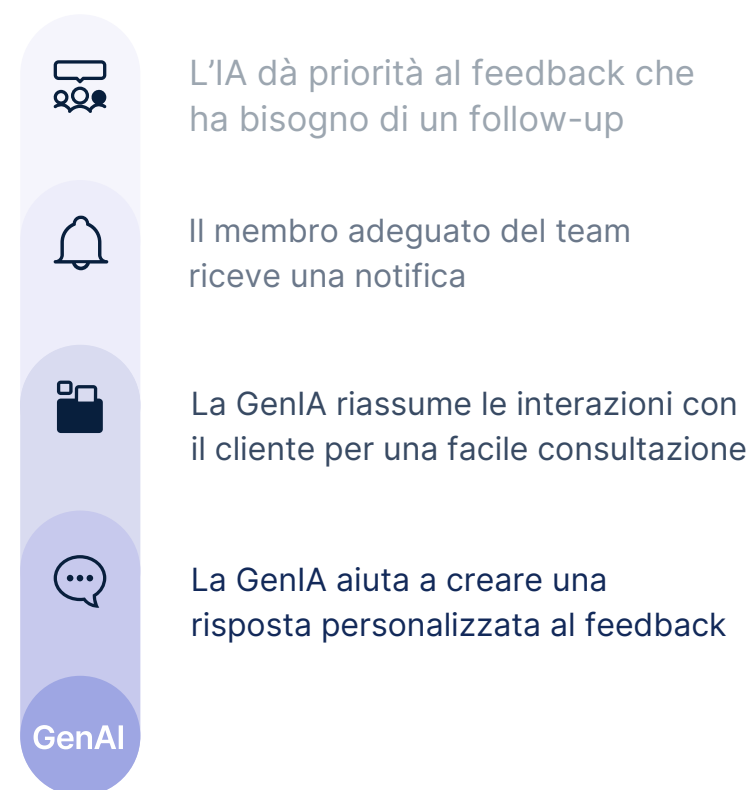 L’IA dà priorità al feedback che
ha bisogno di un follow-up
Il membro adeguato del team
riceve una notifica
La GenIA riassume le interazioni con
il cliente per una facile consultazione
La GenIA aiuta a creare una
risposta personalizzata al feedback
GenAI